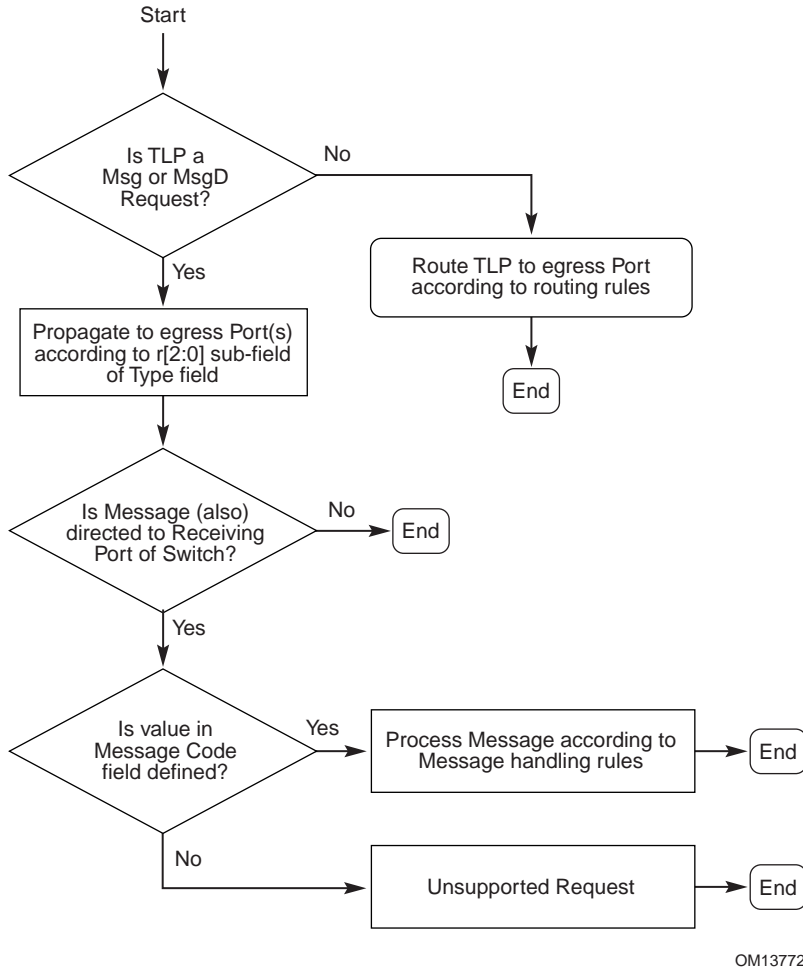 Start
Is TLP a
Msg or MsgD
Request?
No
Yes
Route TLP to egress Port
according to routing rules
End
Propagate to egress Port(s)
according to r[2:0] sub-field
of Type field
Is Message (also)
directed to Receiving
Port of Switch?
No
End
Yes
Is value in
Message Code
field defined?
Yes
Process Message according to
Message handling rules
End
No
Unsupported Request
End
OM13772